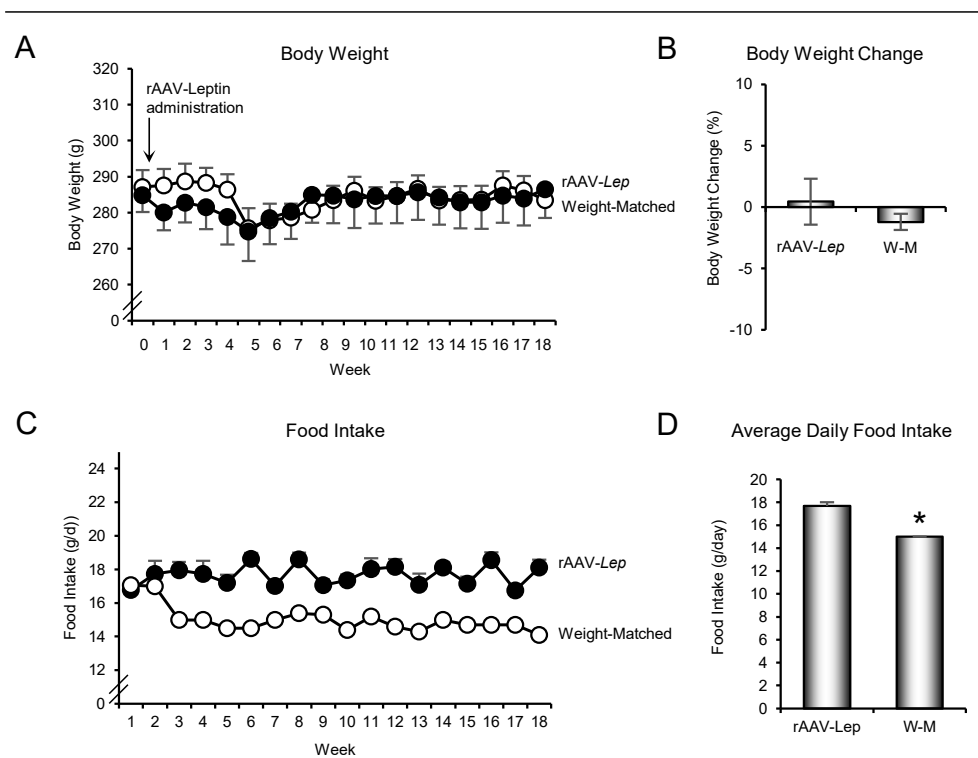 A
Body Weight
320
310
300
290
280
270
260
0
Body Weight (g)
rAAV-Leptin
administration
rAAV-Lep
Weight-Matched
0 1 2 3 4 5 6 7 8 9 10 11 12 13 14 15 16 17 18
Week
B
Body Weight Change
10
5
0
-5
-10
Body Weight Change (%)
rAAV-Lep
W-M
C
Food Intake
24
22
20
18
16
14
12
0
Food Intake (g/d))
rAAV-Lep
Weight-Matched
1 2 3 4 5 6 7 8 9 10 11 12 13 14 15 16 17 18
Week
D
Average Daily Food Intake
20
18
16
14
12
10
8
6
4
2
0
Food Intake (g/day)
*
rAAV-Lep
W-M